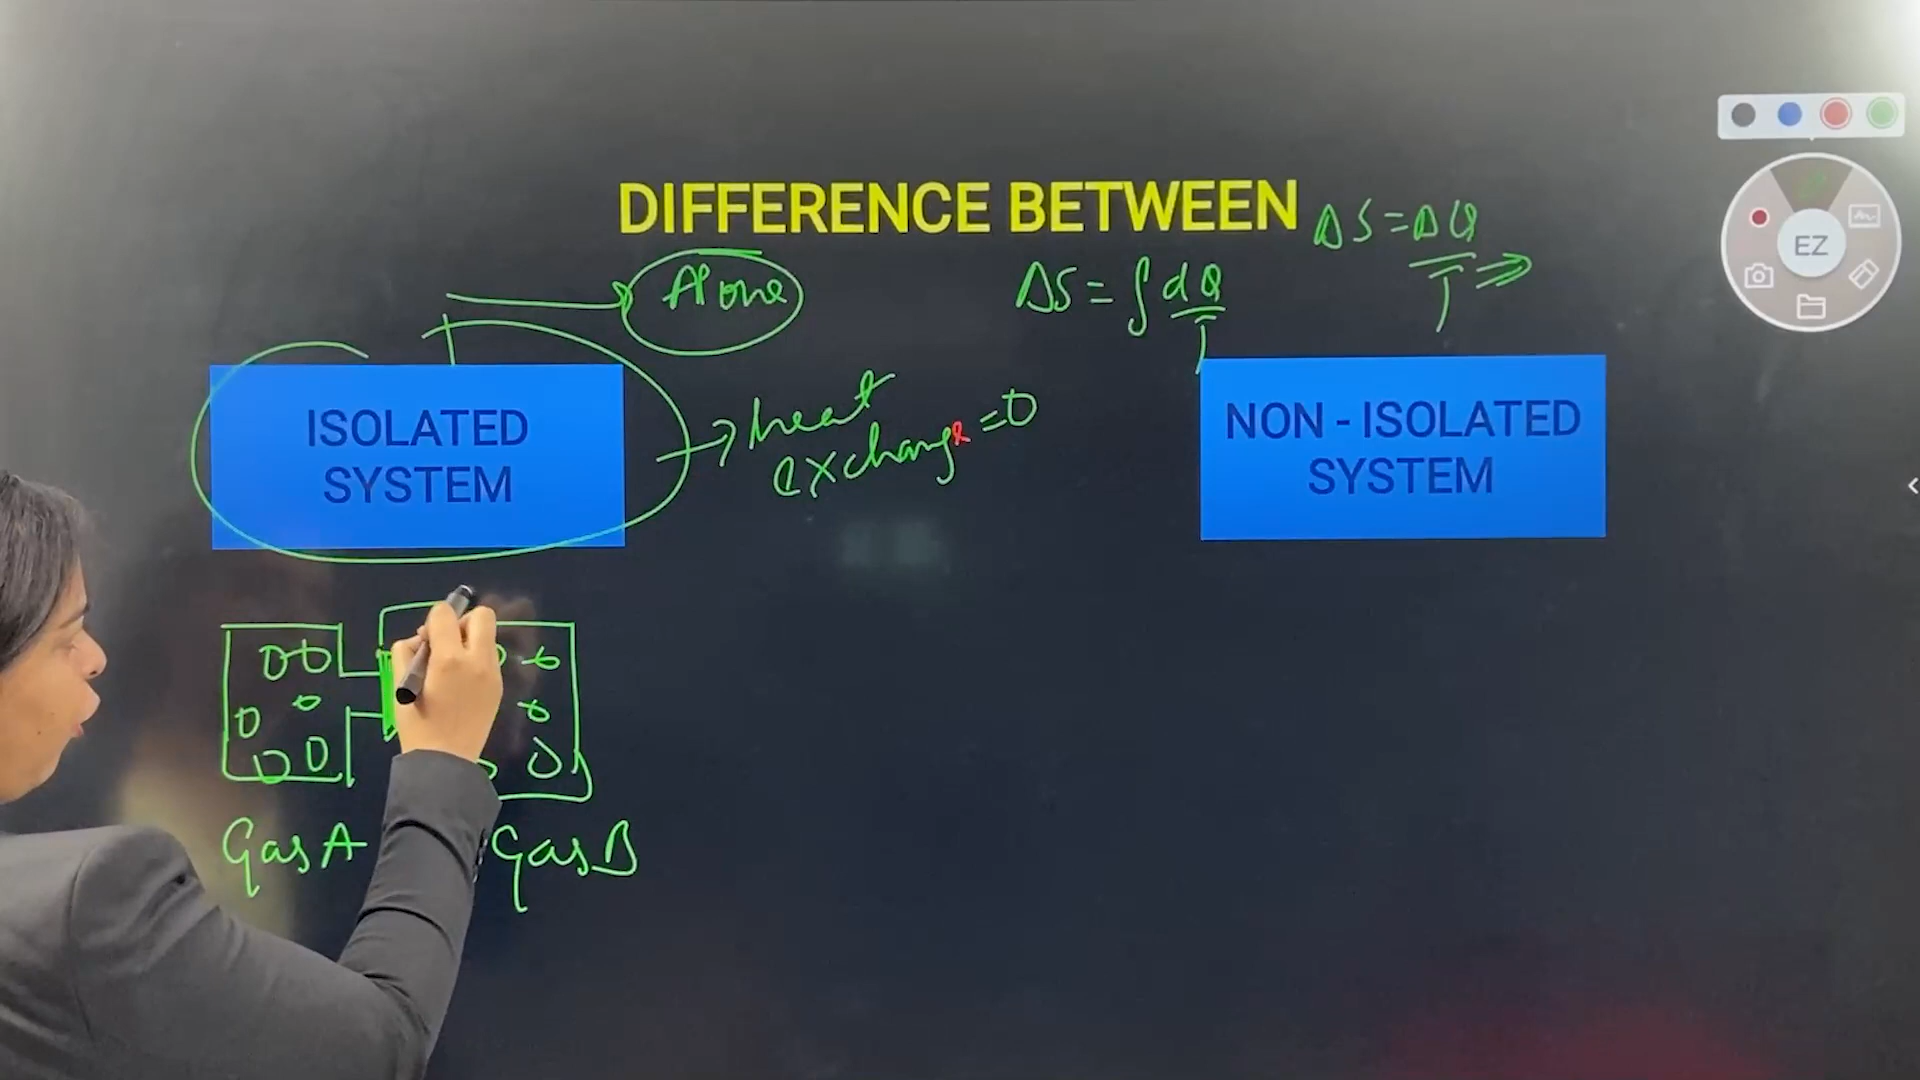 DIFFERENCE BETWEEN
ΔS = ΔQ
T
Alone
ΔS = ∫ dQ
T
ISOLATED
SYSTEM
heat
exchange = 0
NON - ISOLATED
SYSTEM
Gas A
Gas B
EZ